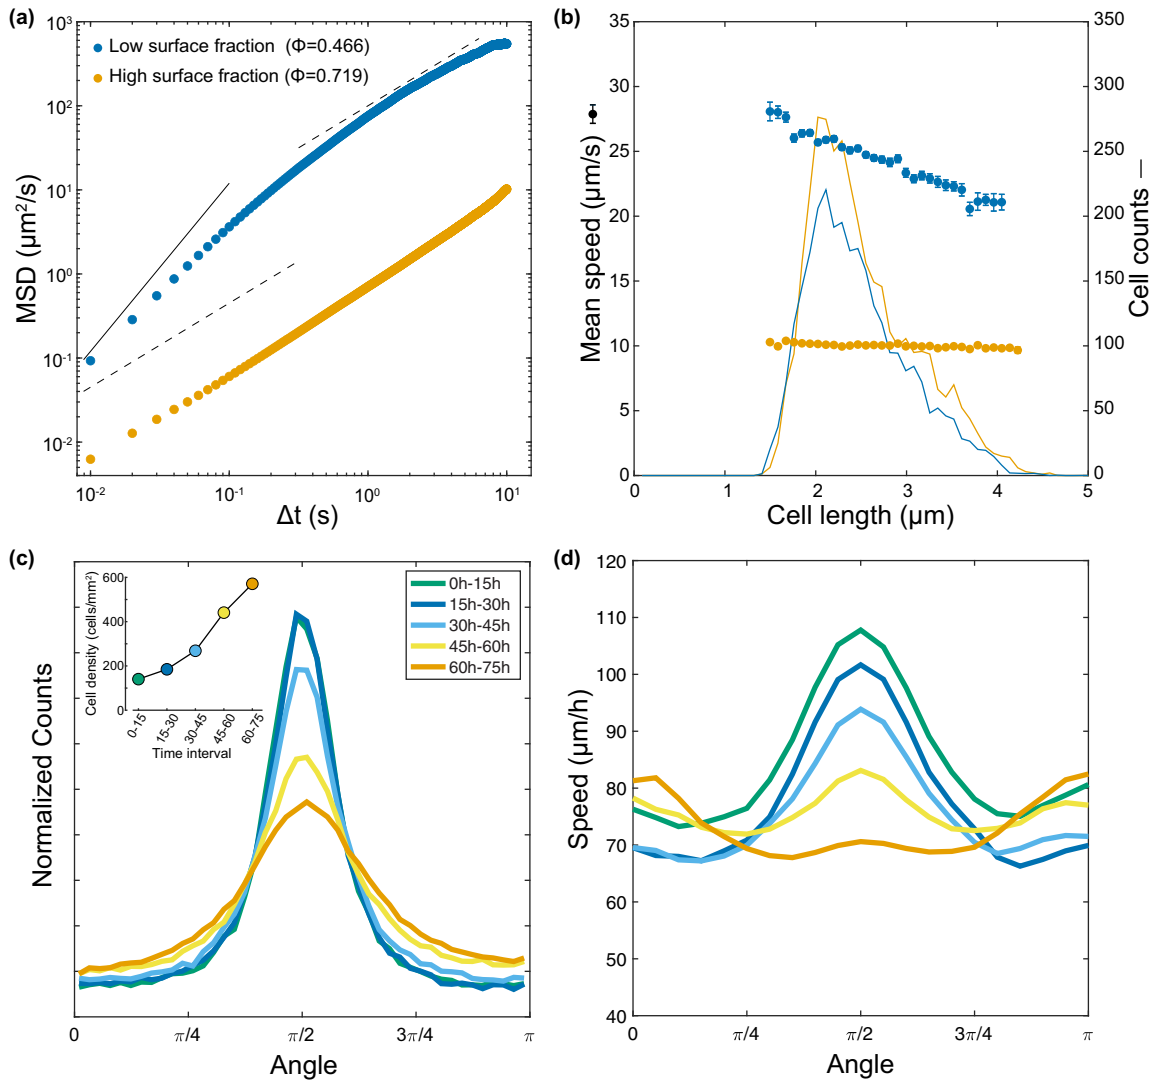 (a)
10³
10²
10¹
10⁰
10⁻¹
10⁻²
MSD (μm²/s)
Low surface fraction (Φ=0.466)
High surface fraction (Φ=0.719)
10⁻²
10⁻¹
10⁰
10¹
Δt (s)
(b)
35
30
25
20
15
10
5
0
Mean speed (μm/s)
350
300
250
200
150
100
50
0
Cell counts
0
1
2
3
4
5
Cell length (μm)
(c)
Normalized Counts
600
400
200
0
Cell density (cells/mm²)
0-15
15-30
30-45
45-60
60-75
Time interval
0h-15h
15h-30h
30h-45h
45h-60h
60h-75h
0
π/4
π/2
3π/4
π
Angle
(d)
120
110
100
90
80
70
60
50
40
Speed (μm/h)
0
π/4
π/2
3π/4
π
Angle